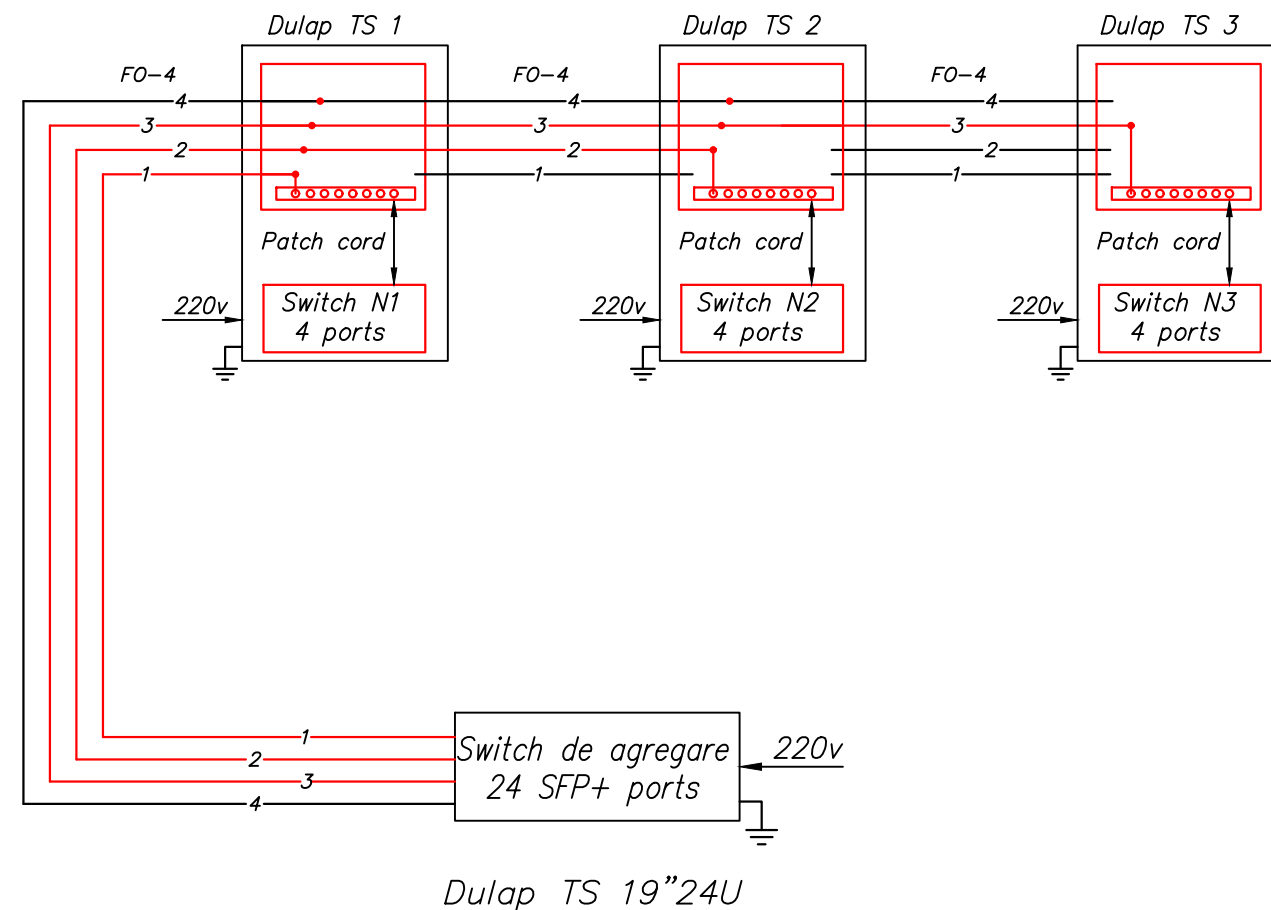 Dulap TS 1
Dulap TS 2
Dulap TS 3
FO-4
FO-4
FO-4
4
4
4
3
3
3
2
2
2
1
1
1
Patch cord
Patch cord
Patch cord
220v
Switch N1
4 ports
220v
Switch N2
4 ports
220v
Switch N3
4 ports
1
2
3
4
Switch de agregare
24 SFP+ ports
220v
Dulap TS 19"24U